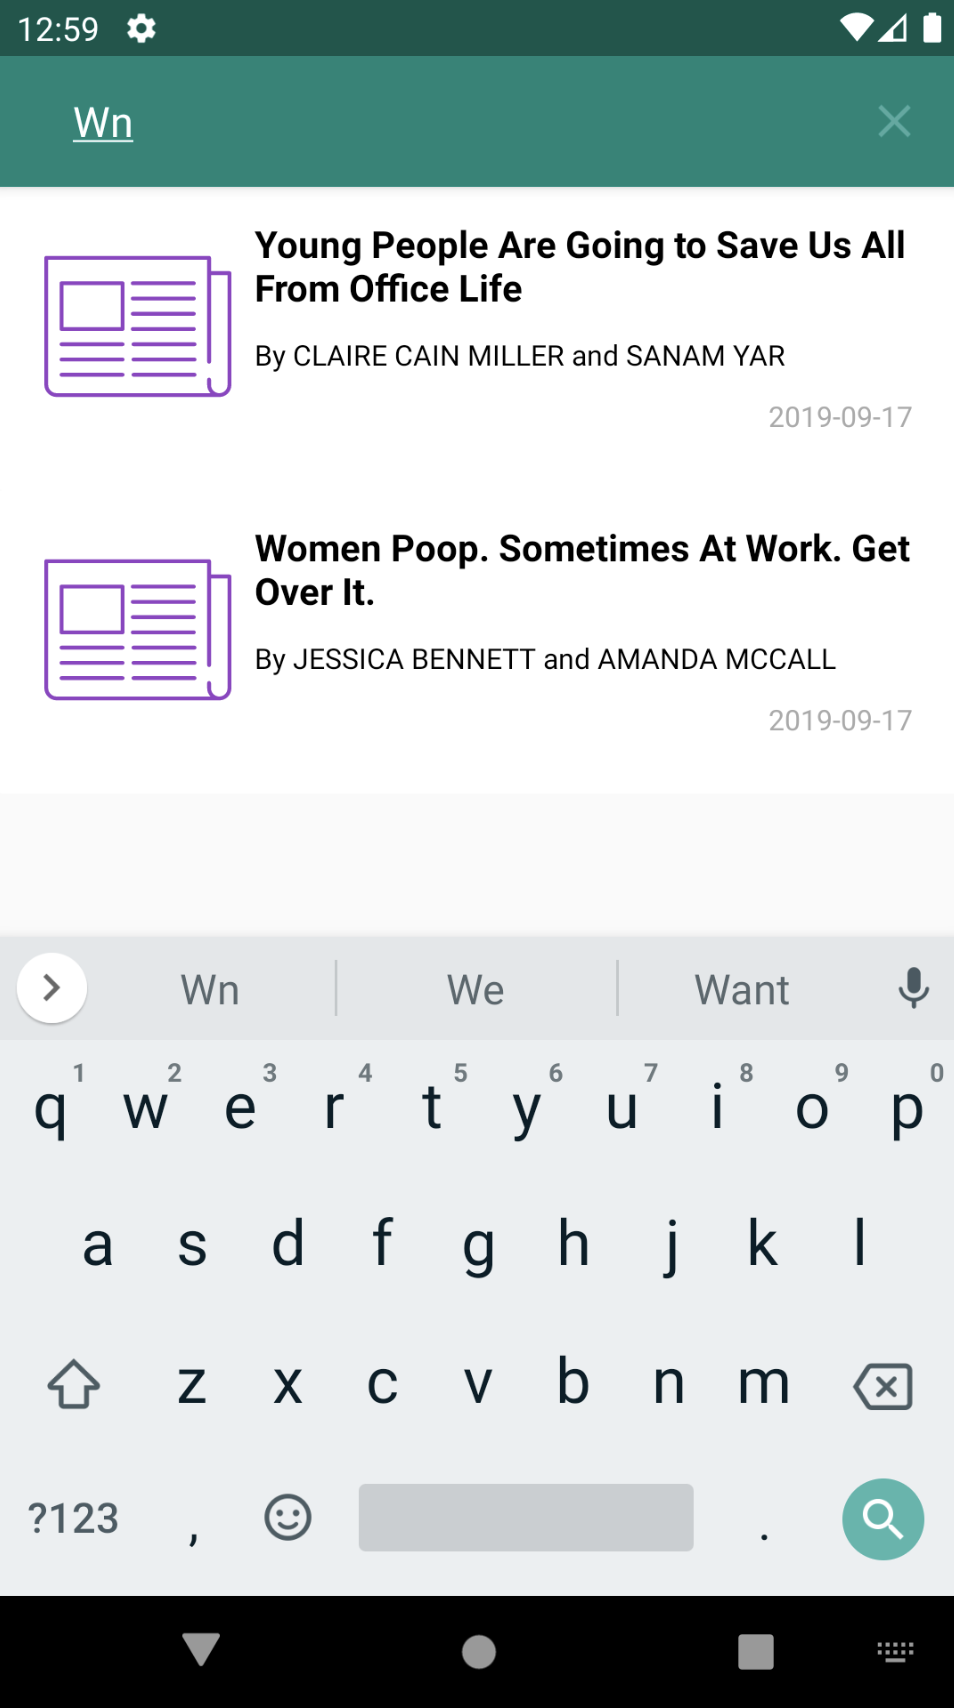 12:59
Wn
Young People Are Going to Save Us All
From Office Life
By CLAIRE CAIN MILLER and SANAM YAR
2019-09-17
Women Poop. Sometimes At Work. Get
Over It.
By JESSICA BENNETT and AMANDA MCCALL
2019-09-17
Wn We Want
1 2 3 4 5 6 7 8 9 0
q w e r t y u i o p
a s d f g h j k l
z x c v b n m
?123 , .